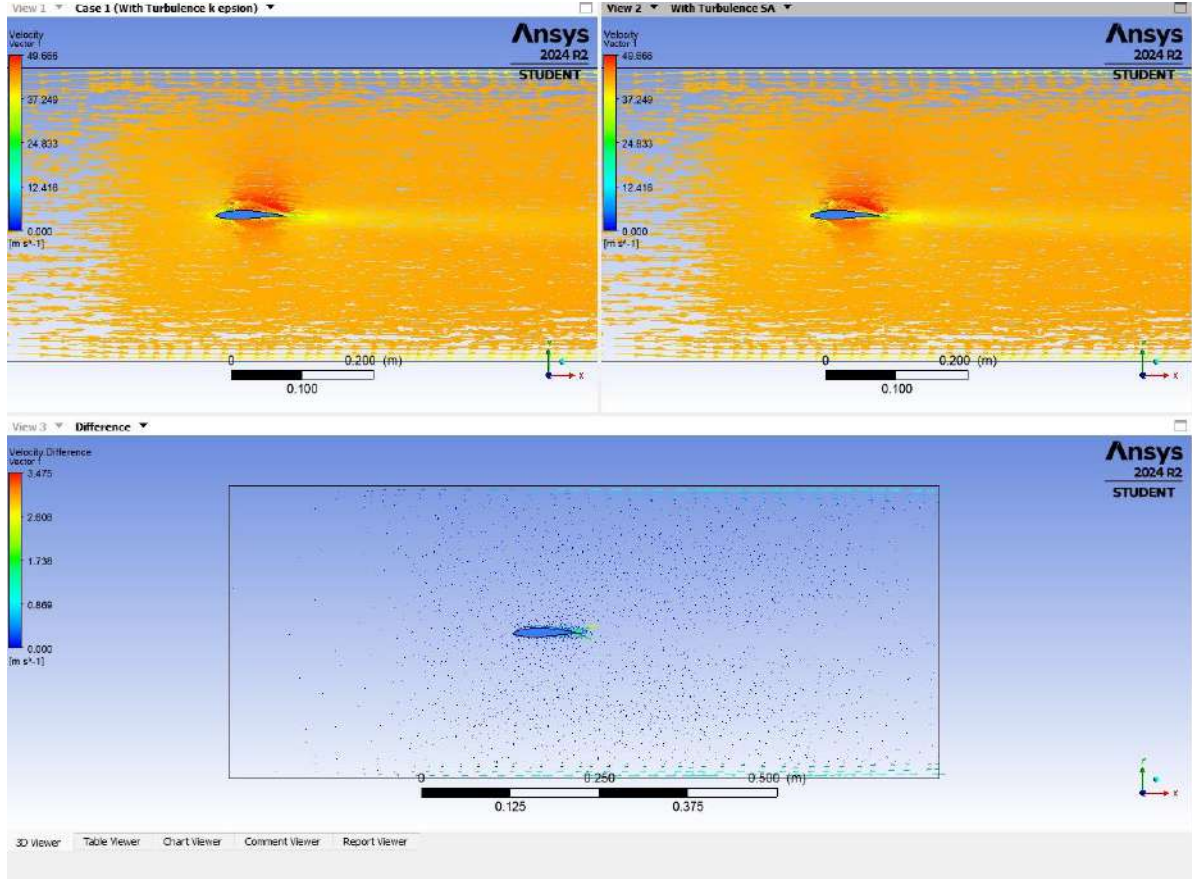 View 1 Case 1 (With Turbulence k epsion)
Velocity
Vector 1
49.666
37.249
24.833
12.416
0.000
[m s^-1]
Ansys
2024 R2
STUDENT
0 0.200 (m)
0.100
Y
X
View 2 With Turbulence SA
Velocity
Vector 1
49.666
37.249
24.833
12.416
0.000
[m s^-1]
Ansys
2024 R2
STUDENT
0 0.200 (m)
0.100
Y
X
View 3 Difference
Velocity.Difference
Vector 1
3.475
2.606
1.738
0.869
0.000
[m s^-1]
Ansys
2024 R2
STUDENT
0 0.250 0.500 (m)
0.125 0.375
Y
X
3D Viewer Table Viewer Chart Viewer Comment Viewer Report Viewer